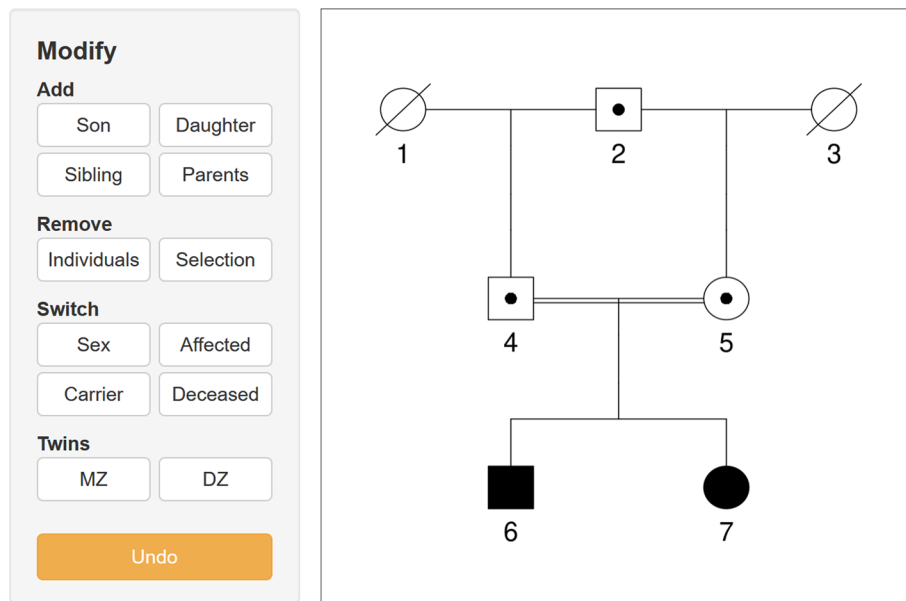 Modify
Add
Son Daughter
Sibling Parents
Remove
Individuals Selection
Switch
Sex Affected
Carrier Deceased
Twins
MZ DZ
Undo
1 2 3
4 5
6 7